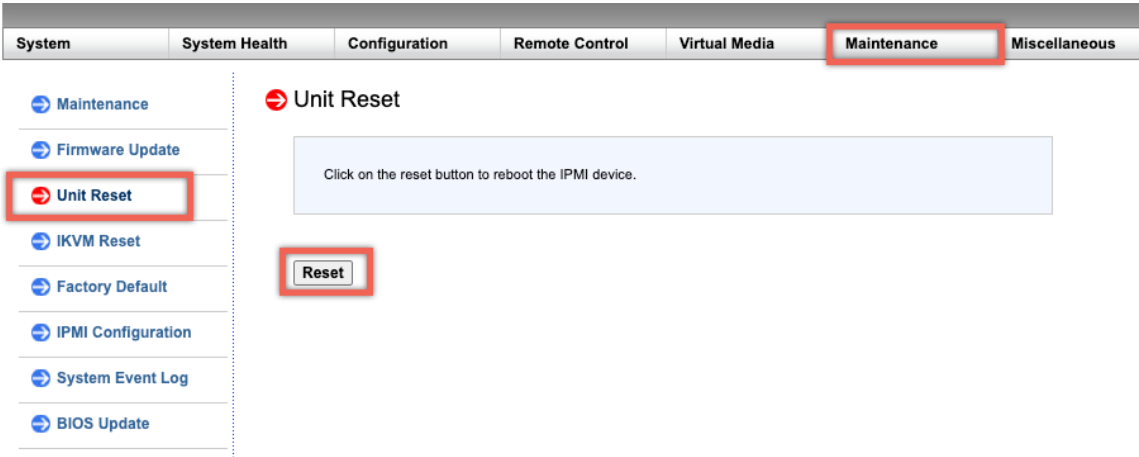 System System Health Configuration Remote Control Virtual Media Maintenance Miscellaneous
Maintenance
Firmware Update
Unit Reset
IKVM Reset
Factory Default
IPMI Configuration
System Event Log
BIOS Update
Unit Reset
Click on the reset button to reboot the IPMI device.
Reset